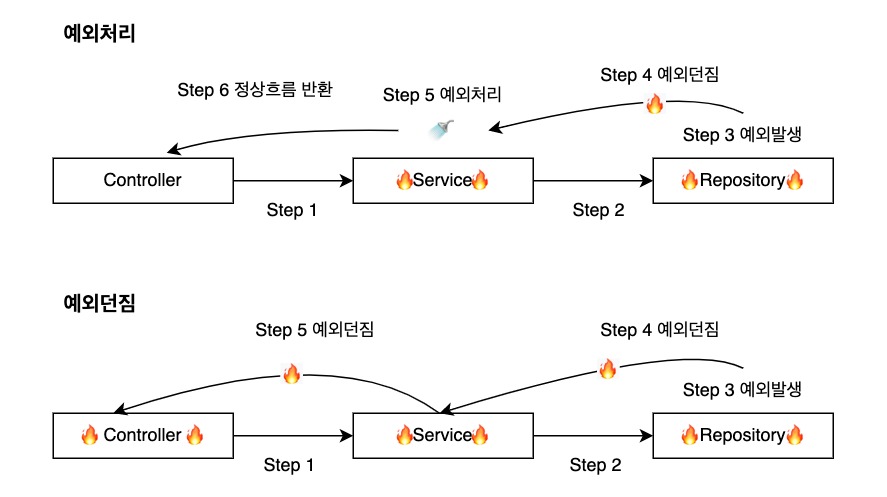 예외처리
Step 4 예외던짐
Step 6 정상흐름 반환
Step 5 예외처리
Step 3 예외발생
Controller
🔥Service🔥
🔥Repository🔥
Step 1
Step 2
예외던짐
Step 5 예외던짐
Step 4 예외던짐
Step 3 예외발생
🔥 Controller 🔥
🔥Service🔥
🔥Repository🔥
Step 1
Step 2